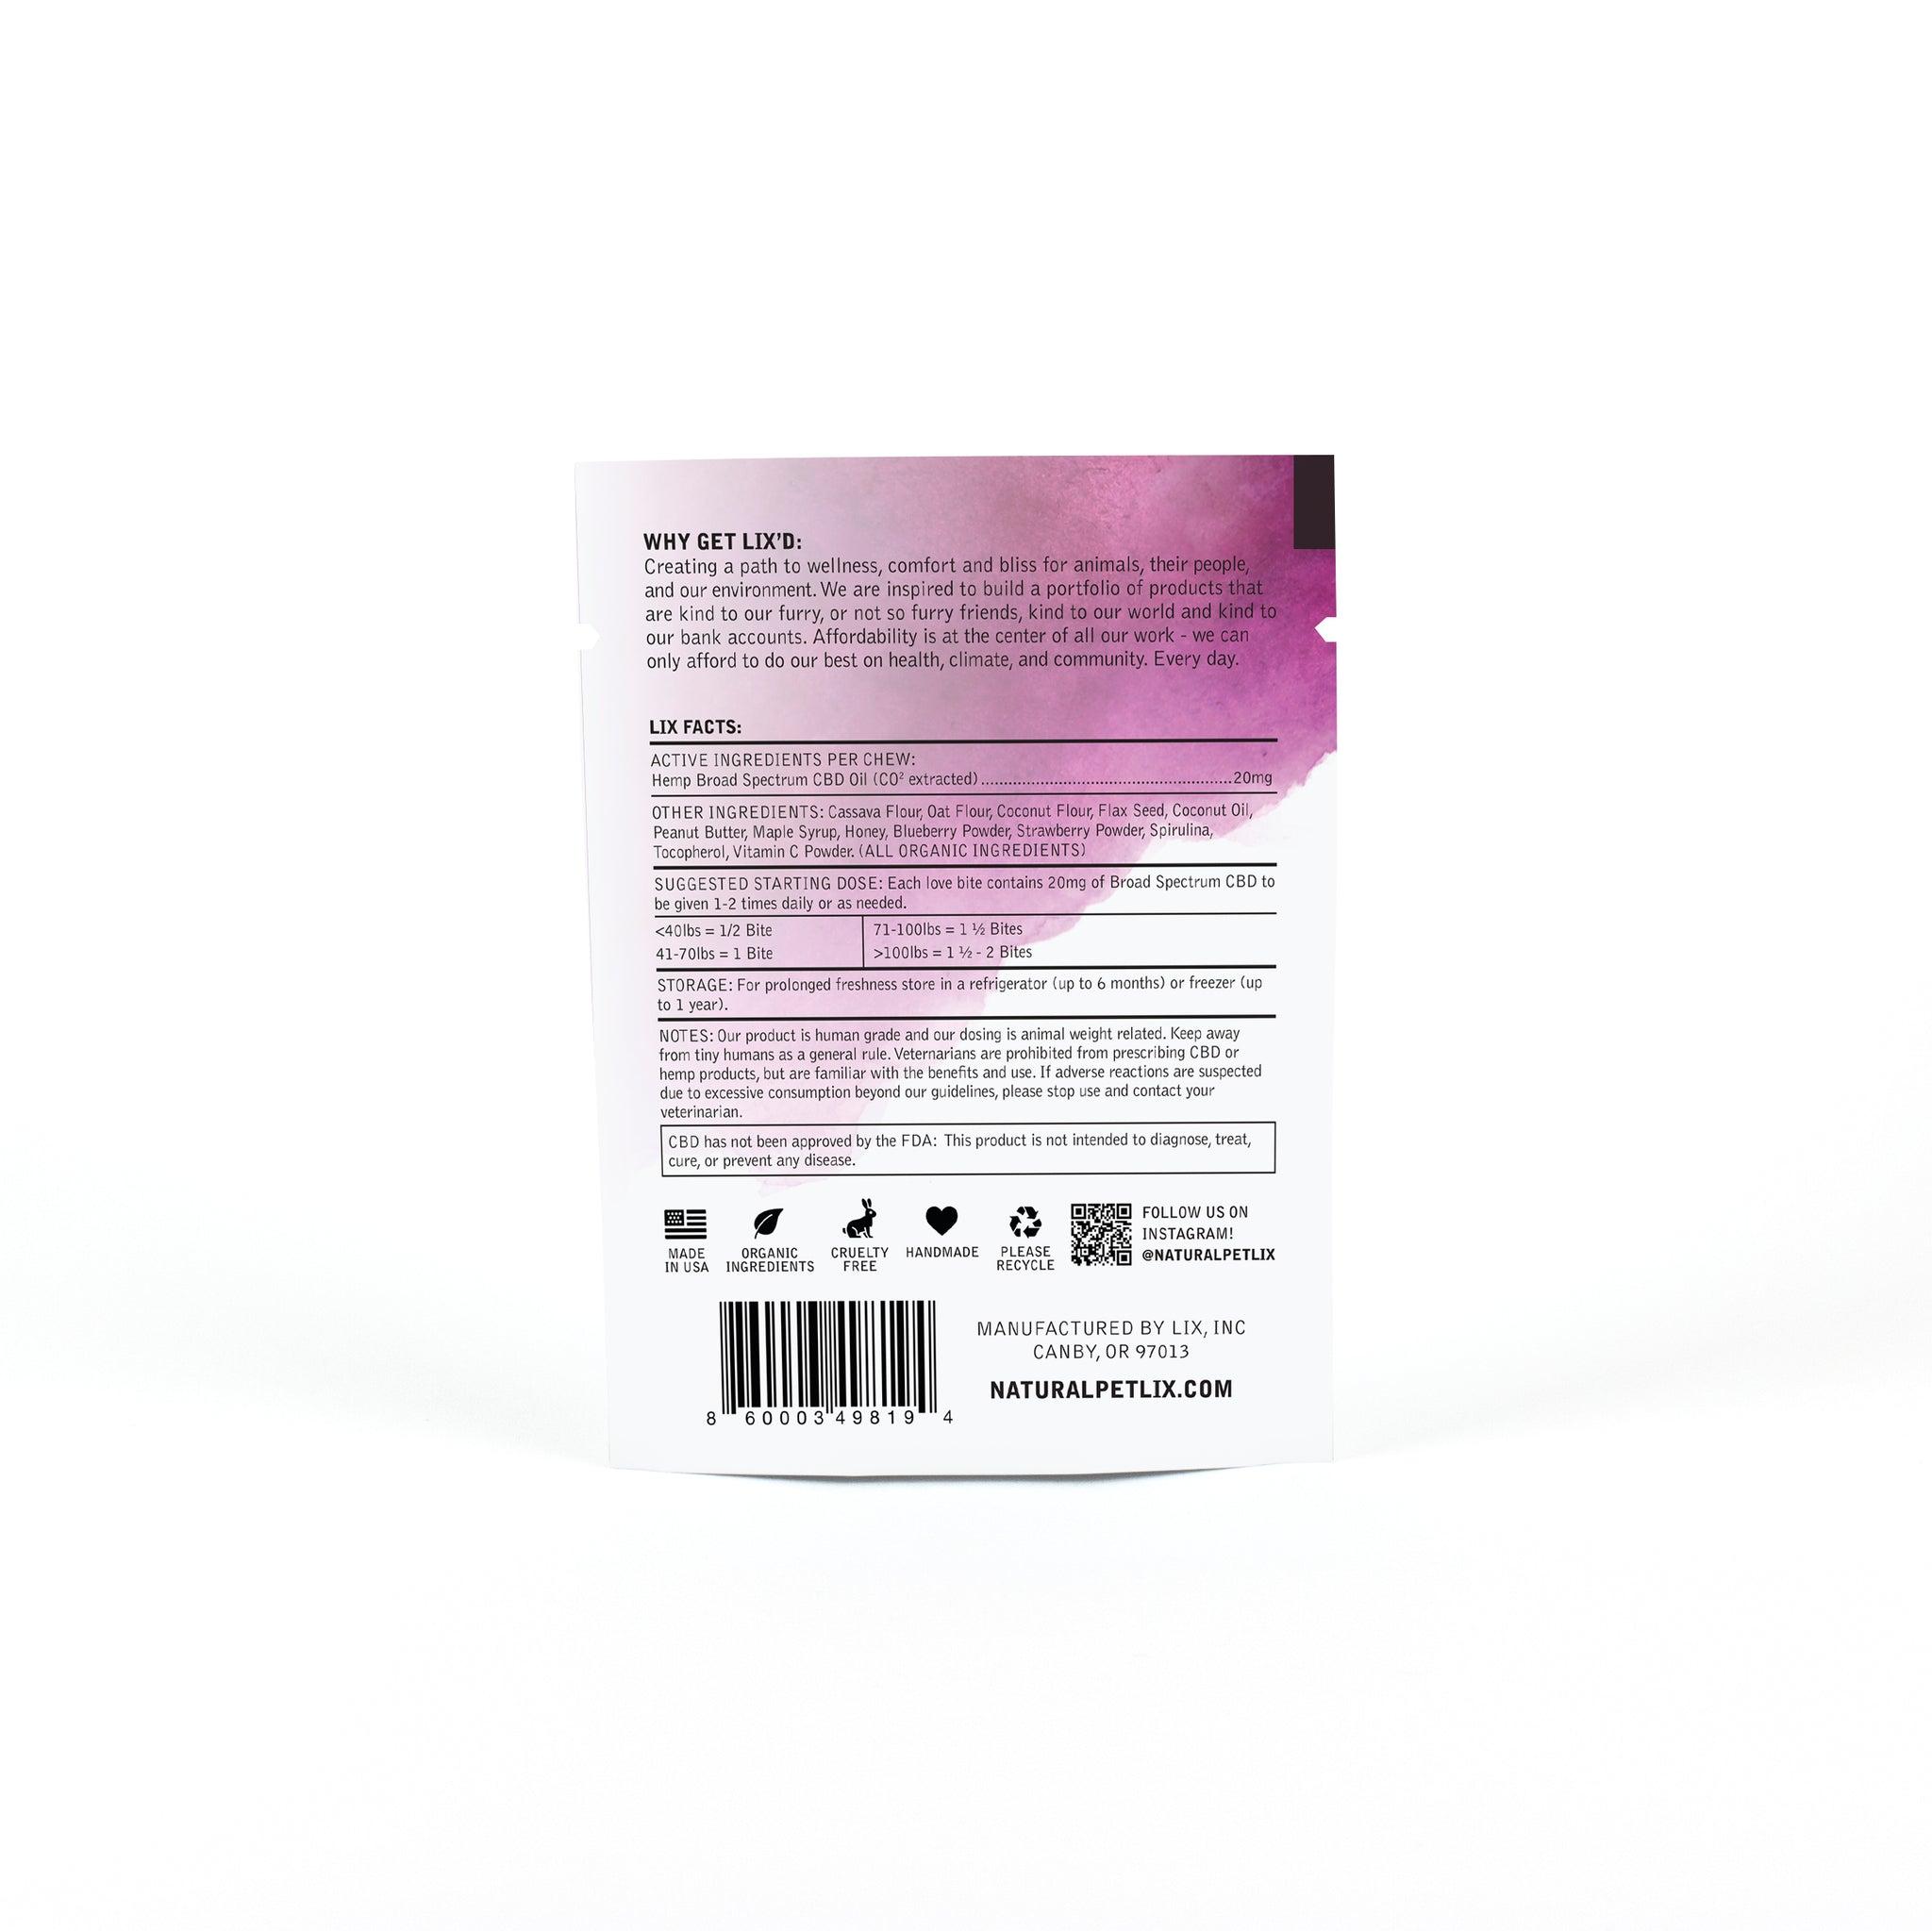 WHY GET LIX'D:
Creating a path to wellness, comfort and bliss for animals, their people,
and our environment. We are inspired to build a portfolio of products that
are kind to our furry, or not so furry friends, kind to our world and kind to
our bank accounts. Affordability is at the center of all our work - we can
only afford to do our best on health, climate, and community. Every day.
LIX FACTS:
ACTIVE INGREDIENTS PER CHEW:
Hemp Broad Spectrum CBD Oil (CO² extracted)........................................................20mg
OTHER INGREDIENTS: Cassava Flour, Oat Flour, Coconut Flour, Flax Seed, Coconut Oil,
Peanut Butter, Maple Syrup, Honey, Blueberry Powder, Strawberry Powder, Spirulina,
Tocopherol, Vitamin C Powder. (ALL ORGANIC INGREDIENTS)
SUGGESTED STARTING DOSE: Each love bite contains 20mg of Broad Spectrum CBD to
be given 1-2 times daily or as needed.
<40lbs = 1/2 Bite
41-70lbs = 1 Bite
71-100lbs = 1 ½ Bites
>100lbs = 1 ½ - 2 Bites
STORAGE: For prolonged freshness store in a refrigerator (up to 6 months) or freezer (up
to 1 year).
NOTES: Our product is human grade and our dosing is animal weight related. Keep away
from tiny humans as a general rule. Veternarians are prohibited from prescribing CBD or
hemp products, but are familiar with the benefits and use. If adverse reactions are suspected
due to excessive consumption beyond our guidelines, please stop use and contact your
veterinarian.
CBD has not been approved by the FDA: This product is not intended to diagnose, treat,
cure, or prevent any disease.
MADE
IN USA
ORGANIC
INGREDIENTS
CRUELTY
FREE
HANDMADE
PLEASE
RECYCLE
FOLLOW US ON
INSTAGRAM!
@NATURALPETLIX
8 60003 49819 4
MANUFACTURED BY LIX, INC
CANBY, OR 97013
NATURALPETLIX.COM